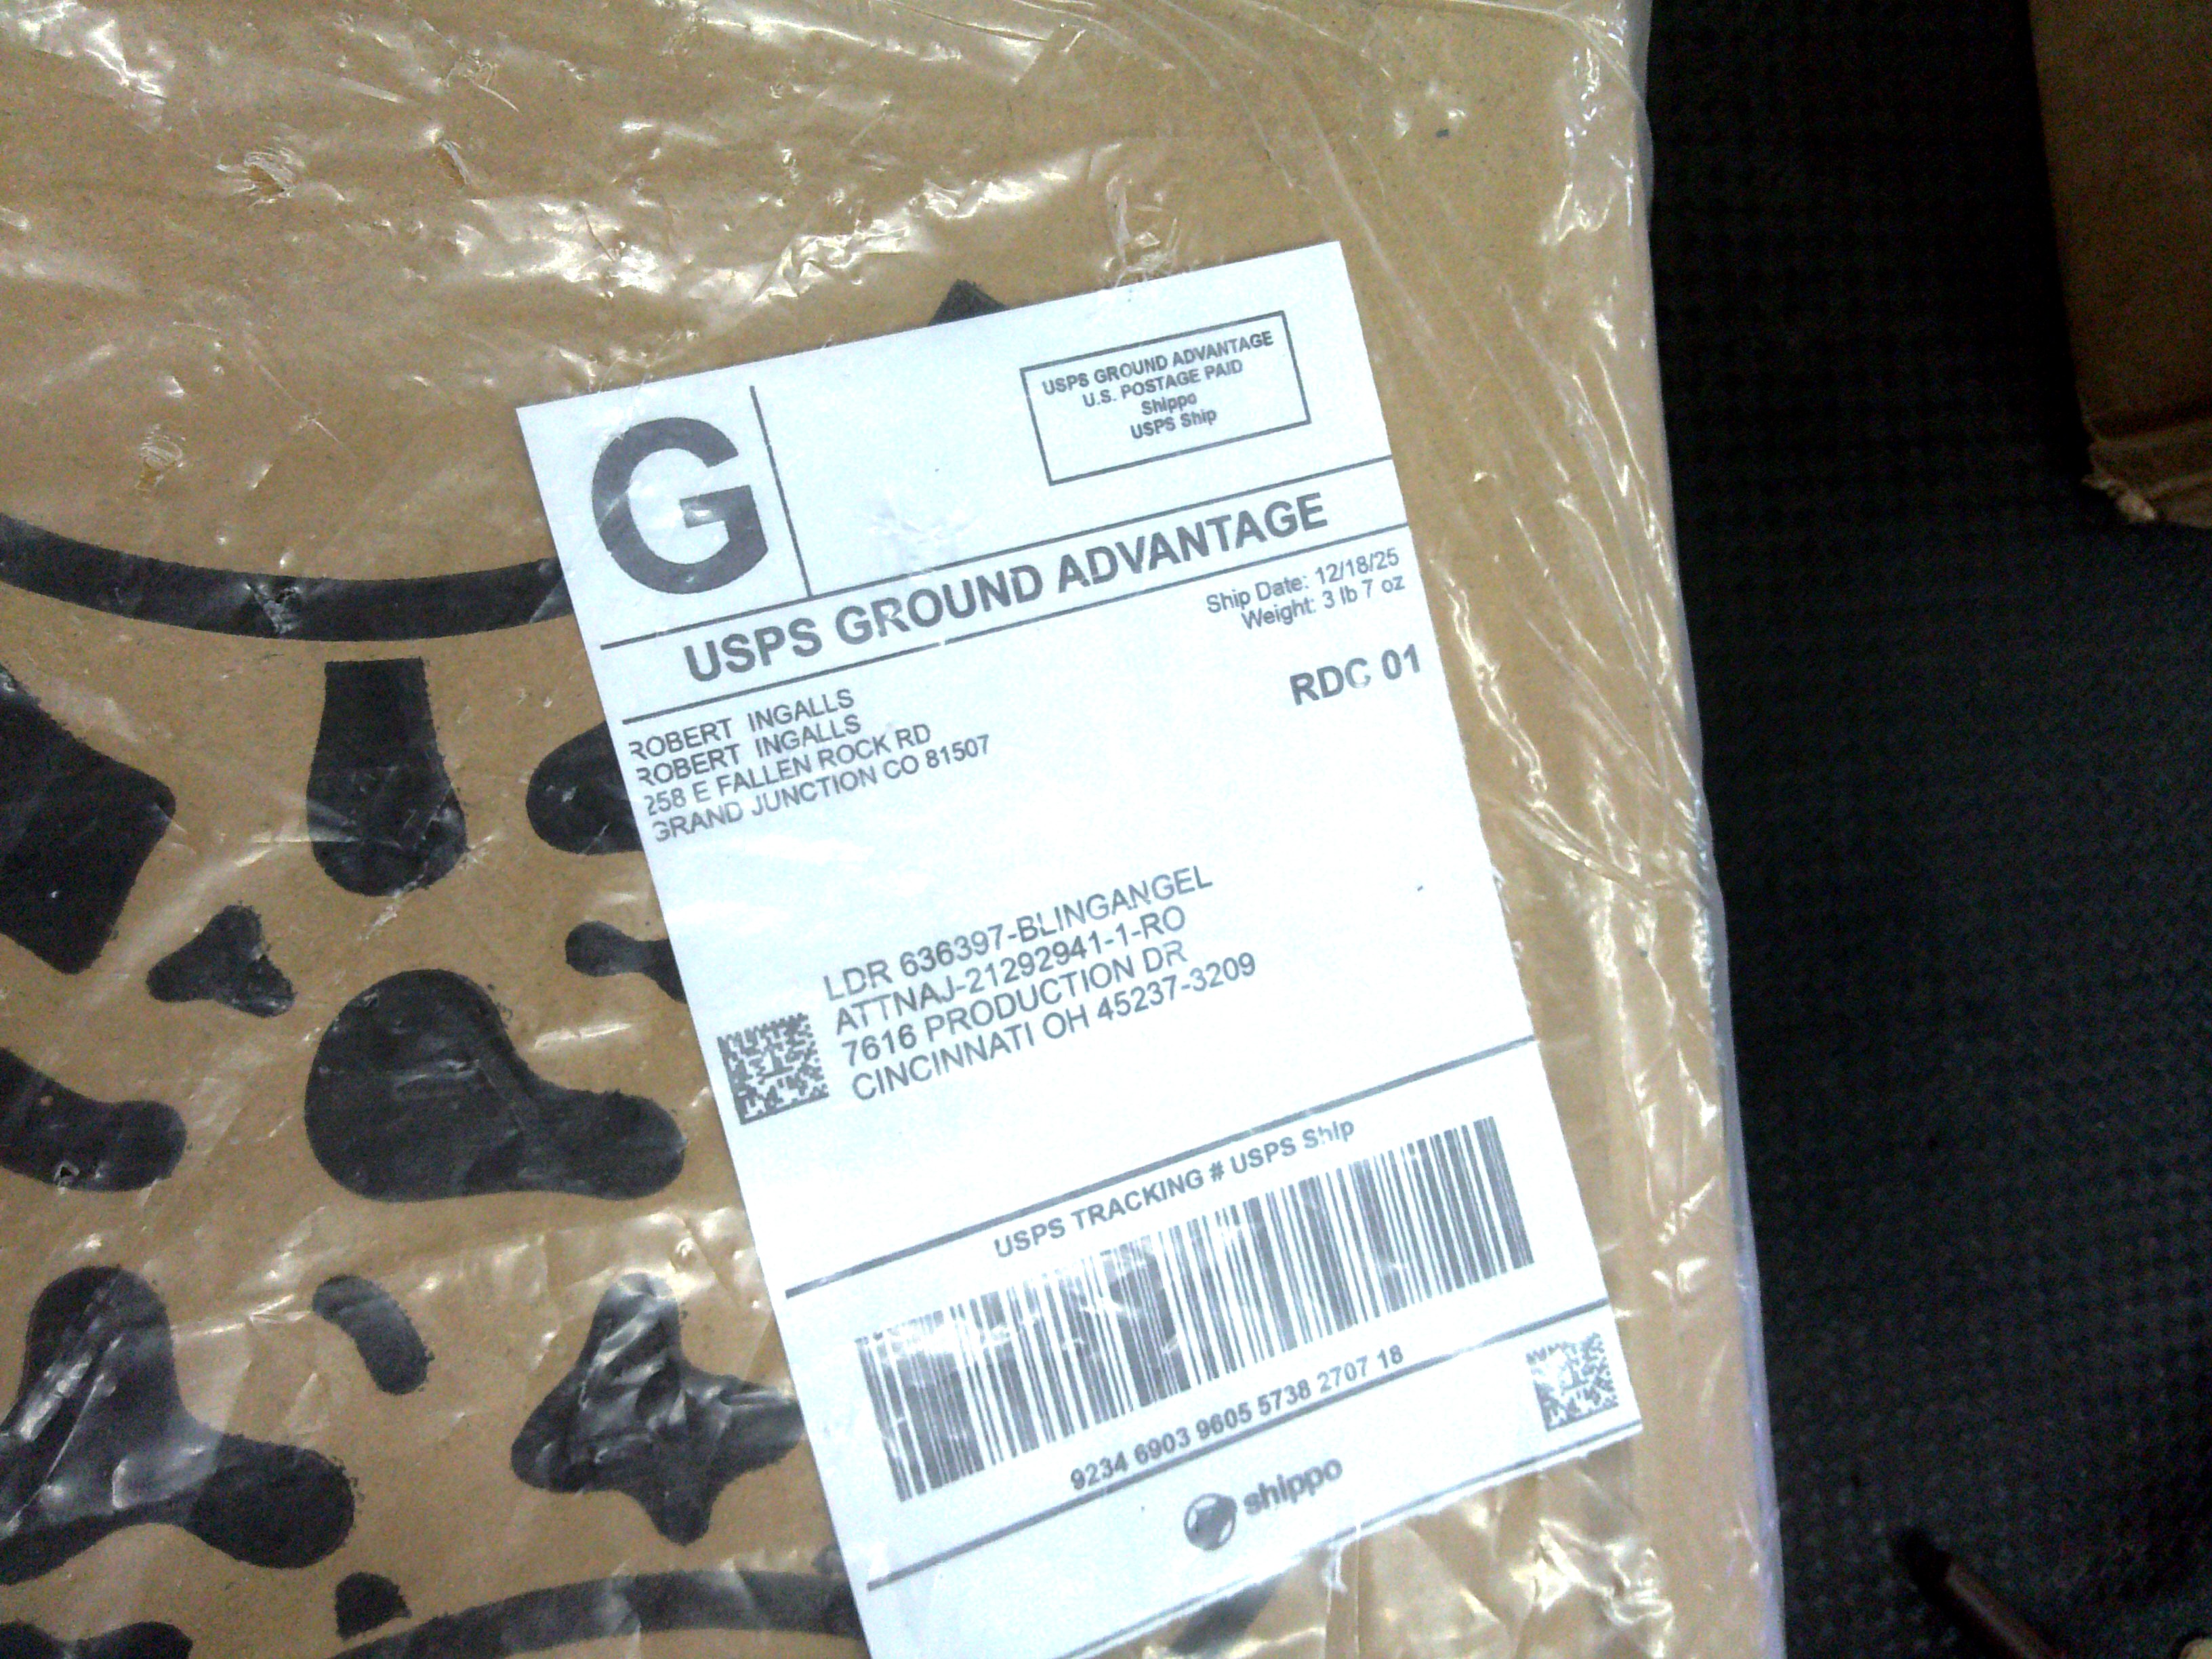 G
USPS GROUND ADVANTAGE
U.S. POSTAGE PAID
Shippo
USPS Ship
USPS GROUND ADVANTAGE
Ship Date: 12/18/25
Weight: 3 lb 7 oz
RDC 01
ROBERT INGALLS
ROBERT INGALLS
258 E FALLEN ROCK RD
GRAND JUNCTION CO 81507
LDR 636397-BLINGANGEL
ATTNAJ-21292941-1-RO
7616 PRODUCTION DR
CINCINNATI OH 45237-3209
USPS TRACKING # USPS Ship
9234 6903 9605 5738 2707 18
shippo